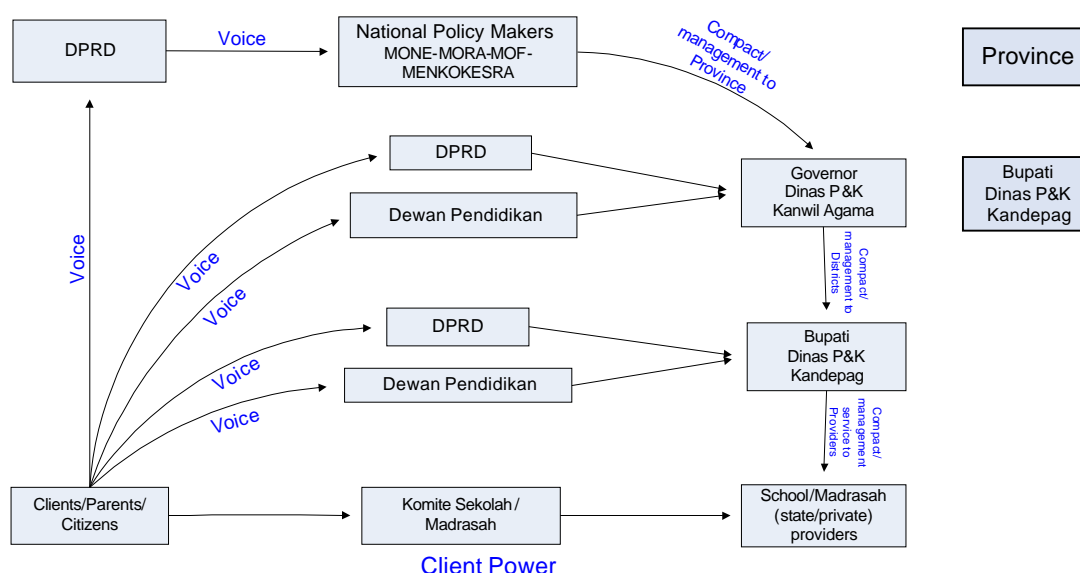 DPRD
Voice
National Policy Makers
MONE-MORA-MOF-
MENKOKESRA
Compact/
management to
Province
Province
DPRD
Dewan Pendidikan
Governor
Dinas P&K
Kanwil Agama
Bupati
Dinas P&K
Kandepag
Voice
Voice
Voice
Compact/
management to
Districts
DPRD
Dewan Pendidikan
Bupati
Dinas P&K
Kandepag
Voice
Voice
Compact/
management
service to
Providers
Clients/Parents/
Citizens
Komite Sekolah/
Madrasah
School/Madrasah
(state/private)
providers
Client Power